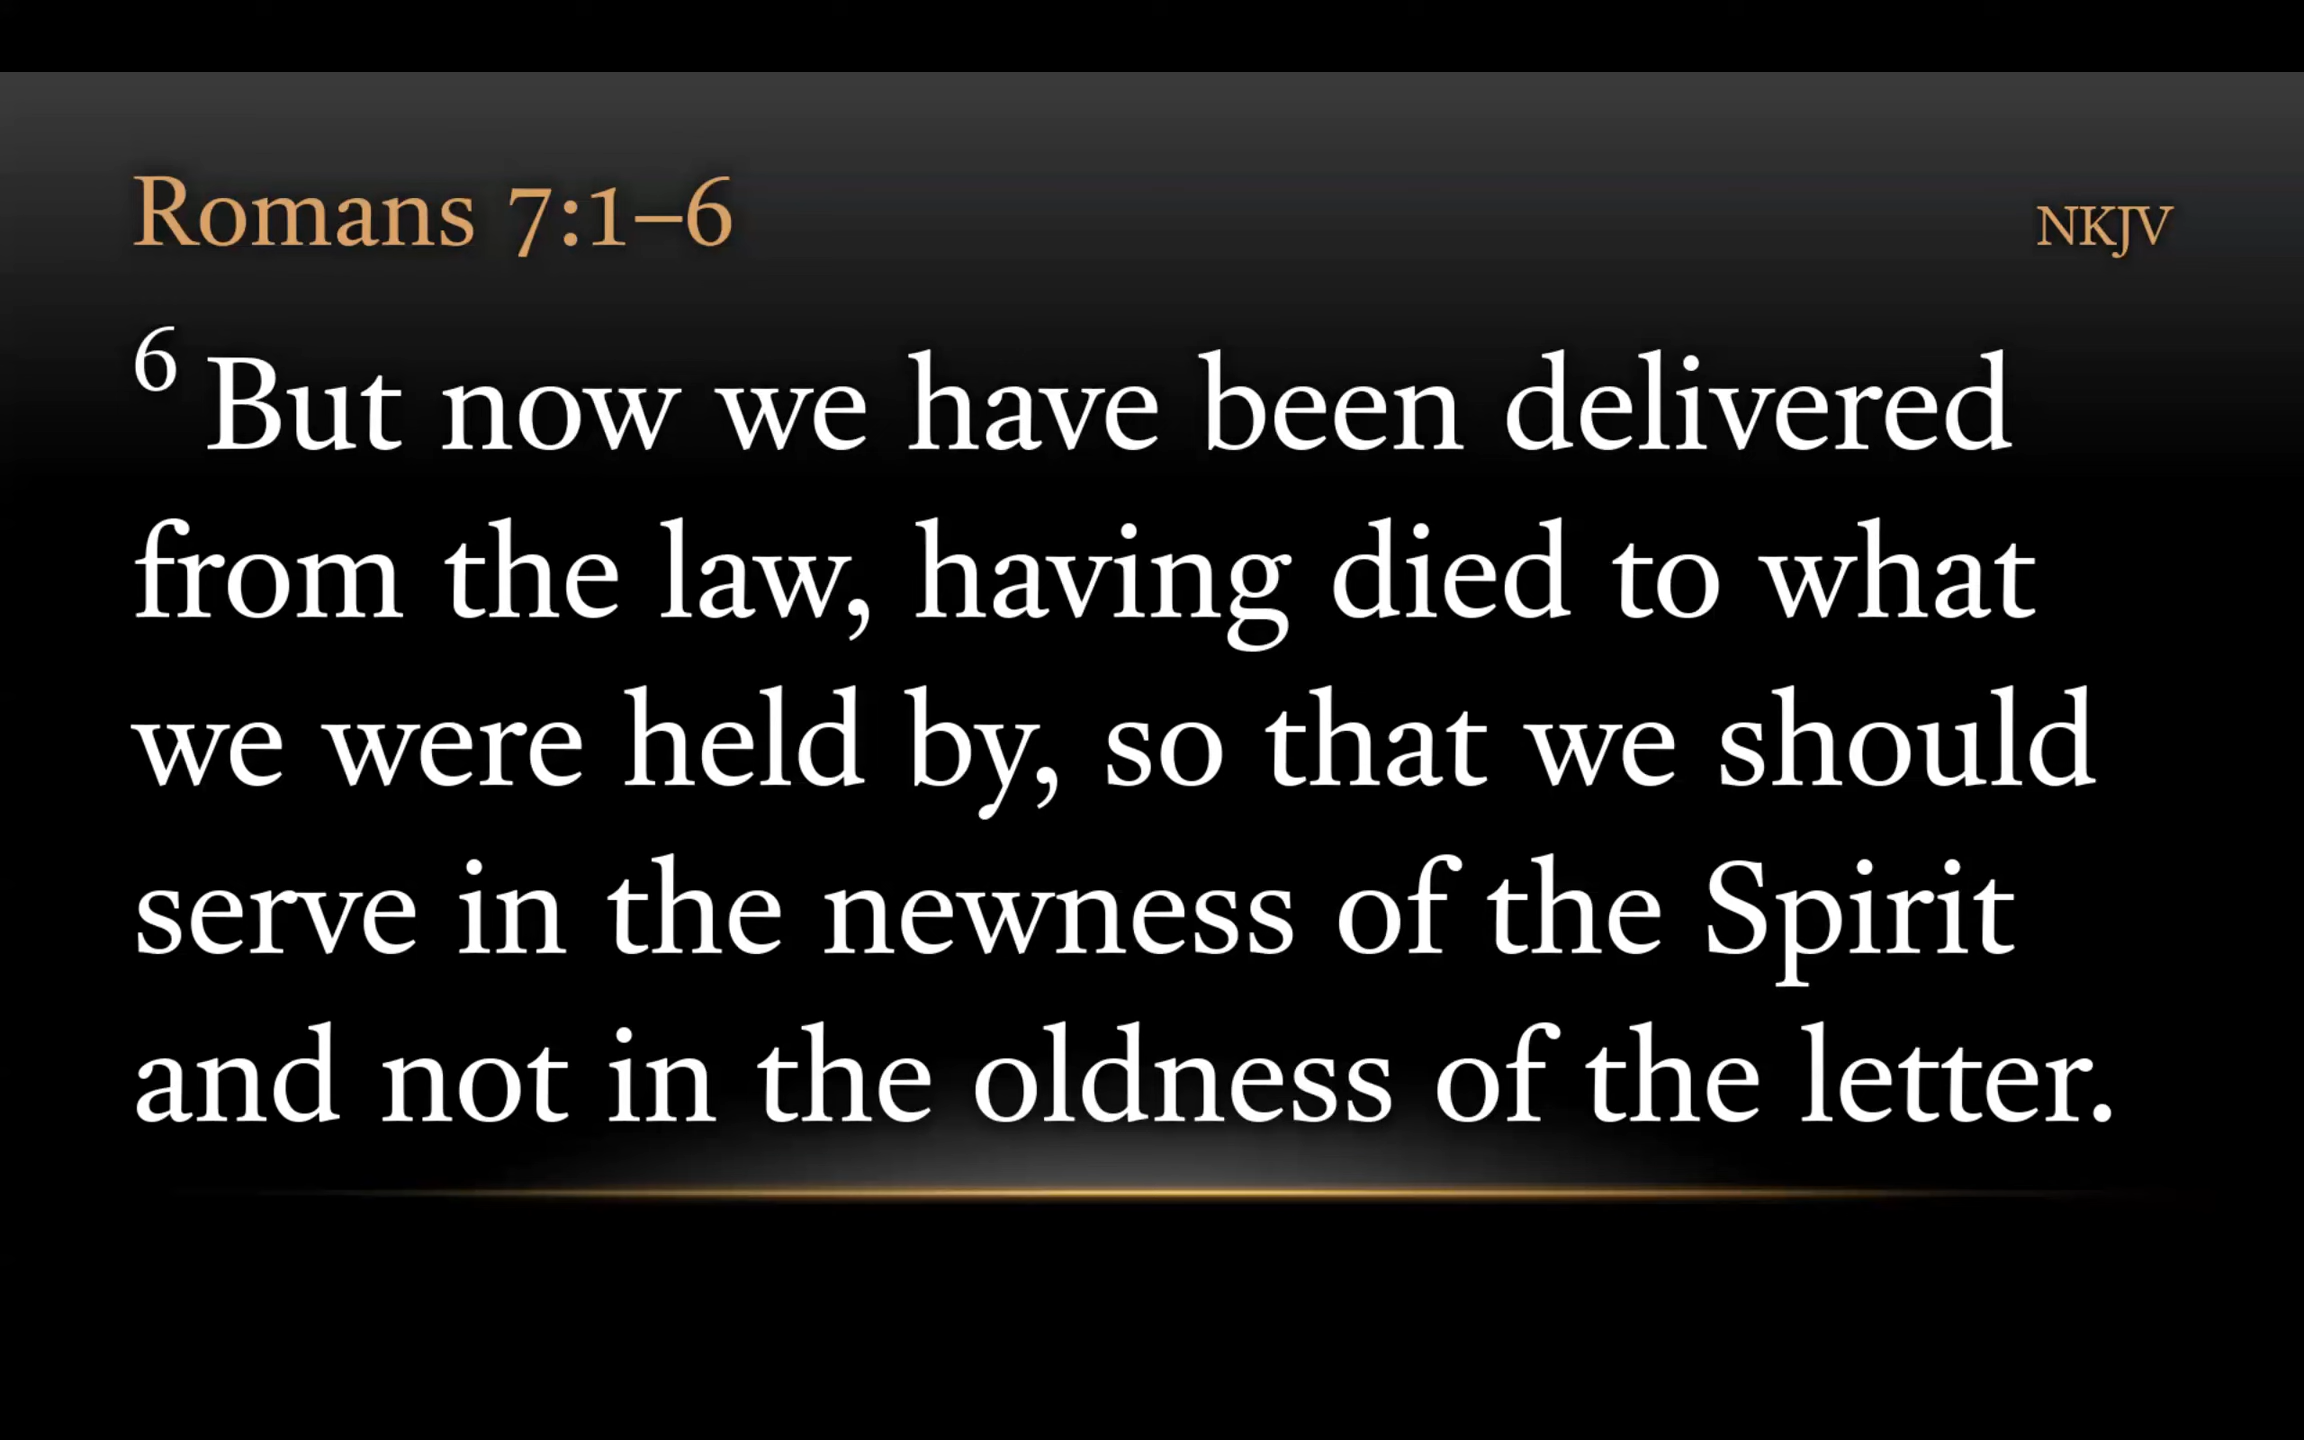 Romans 7:1–6 NKJV
6 But now we have been delivered
from the law, having died to what
we were held by, so that we should
serve in the newness of the Spirit
and not in the oldness of the letter.